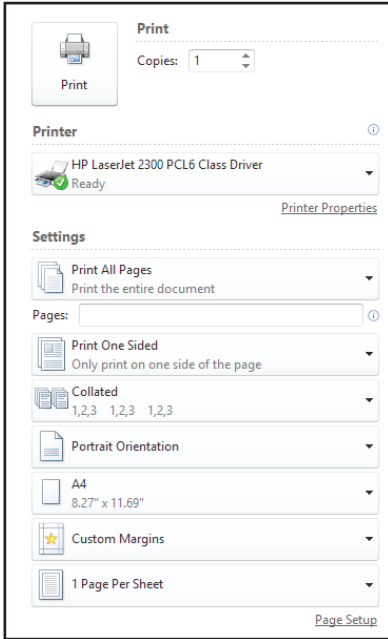 Print
Copies: 1
Print
Printer
HP LaserJet 2300 PCL6 Class Driver
Ready
Printer Properties
Settings
Print All Pages
Print the entire document
Pages:
Print One Sided
Only print on one side of the page
Collated
1,2,3 1,2,3 1,2,3
Portrait Orientation
A4
8.27" x 11.69"
Custom Margins
1 Page Per Sheet
Page Setup